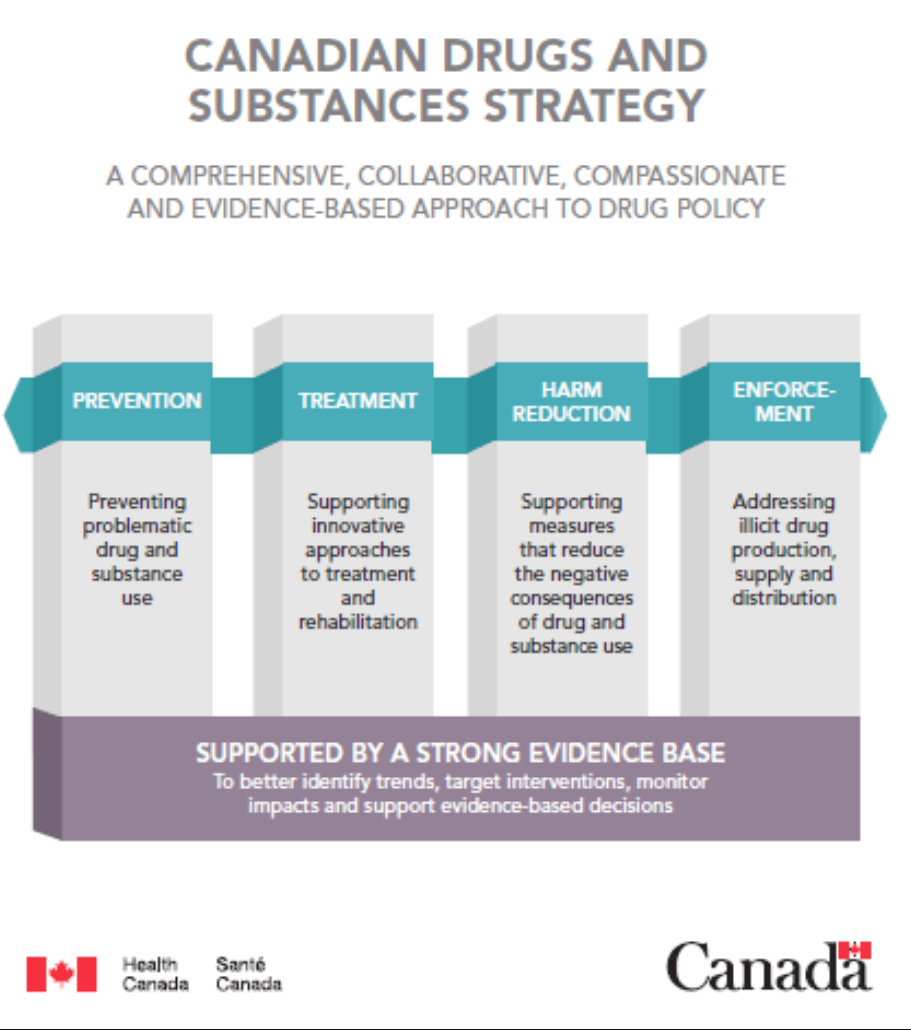 CANADIAN DRUGS AND
SUBSTANCES STRATEGY
A COMPREHENSIVE, COLLABORATIVE, COMPASSIONATE
AND EVIDENCE-BASED APPROACH TO DRUG POLICY
PREVENTION
Preventing
problematic
drug and
substance
use
TREATMENT
Supporting
innovative
approaches
to treatment
and
rehabilitation
HARM
REDUCTION
Supporting
measures
that reduce
the negative
consequences
of drug and
substance use
ENFORCE-
MENT
Addressing
illicit drug
production,
supply and
distribution
SUPPORTED BY A STRONG EVIDENCE BASE
To better identify trends, target interventions, monitor
impacts and support evidence-based decisions
Health
Canada
Santé
Canada
Canada